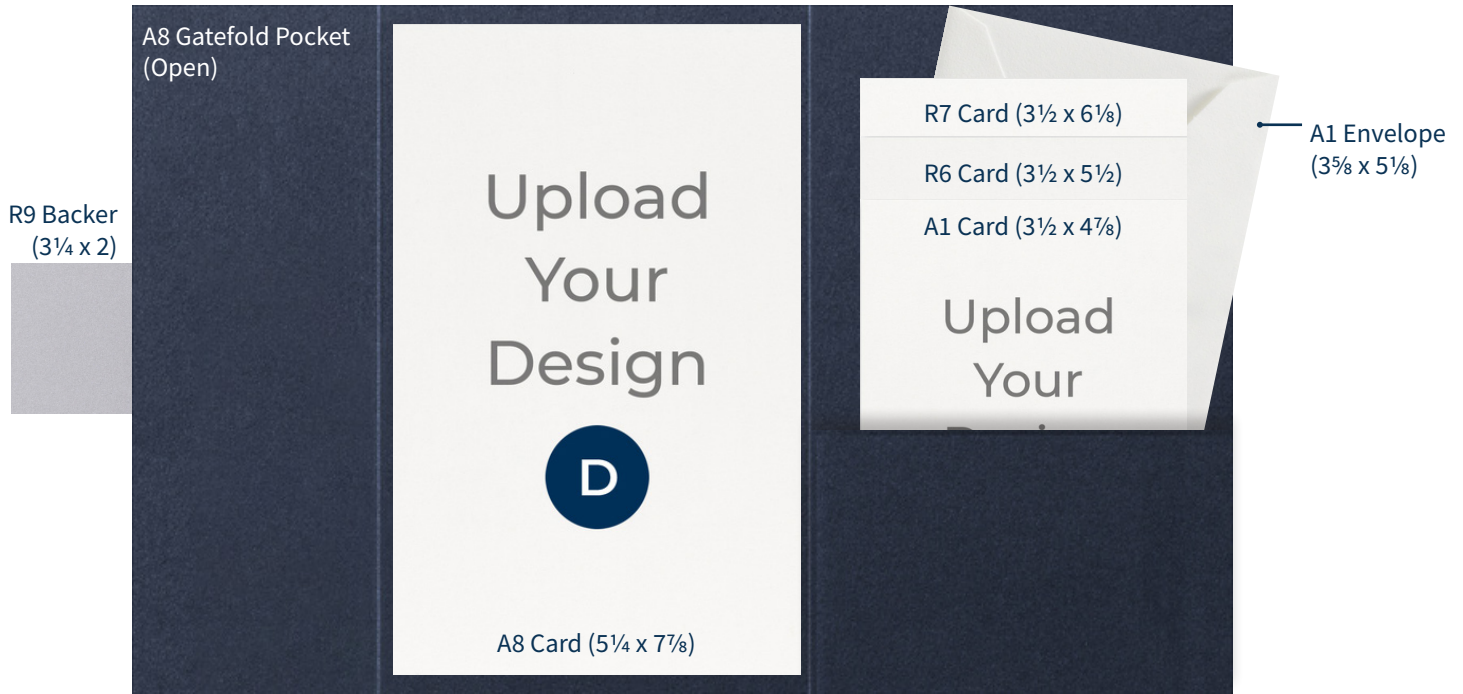 A8 Gatefold Pocket
(Open)
R9 Backer
(3¼ x 2)
Upload
Your
Design
D
A8 Card (5¼ x 7⅞)
R7 Card (3½ x 6⅛)
R6 Card (3½ x 5½)
A1 Card (3½ x 4⅞)
Upload
Your
A1 Envelope
(3⅝ x 5⅛)